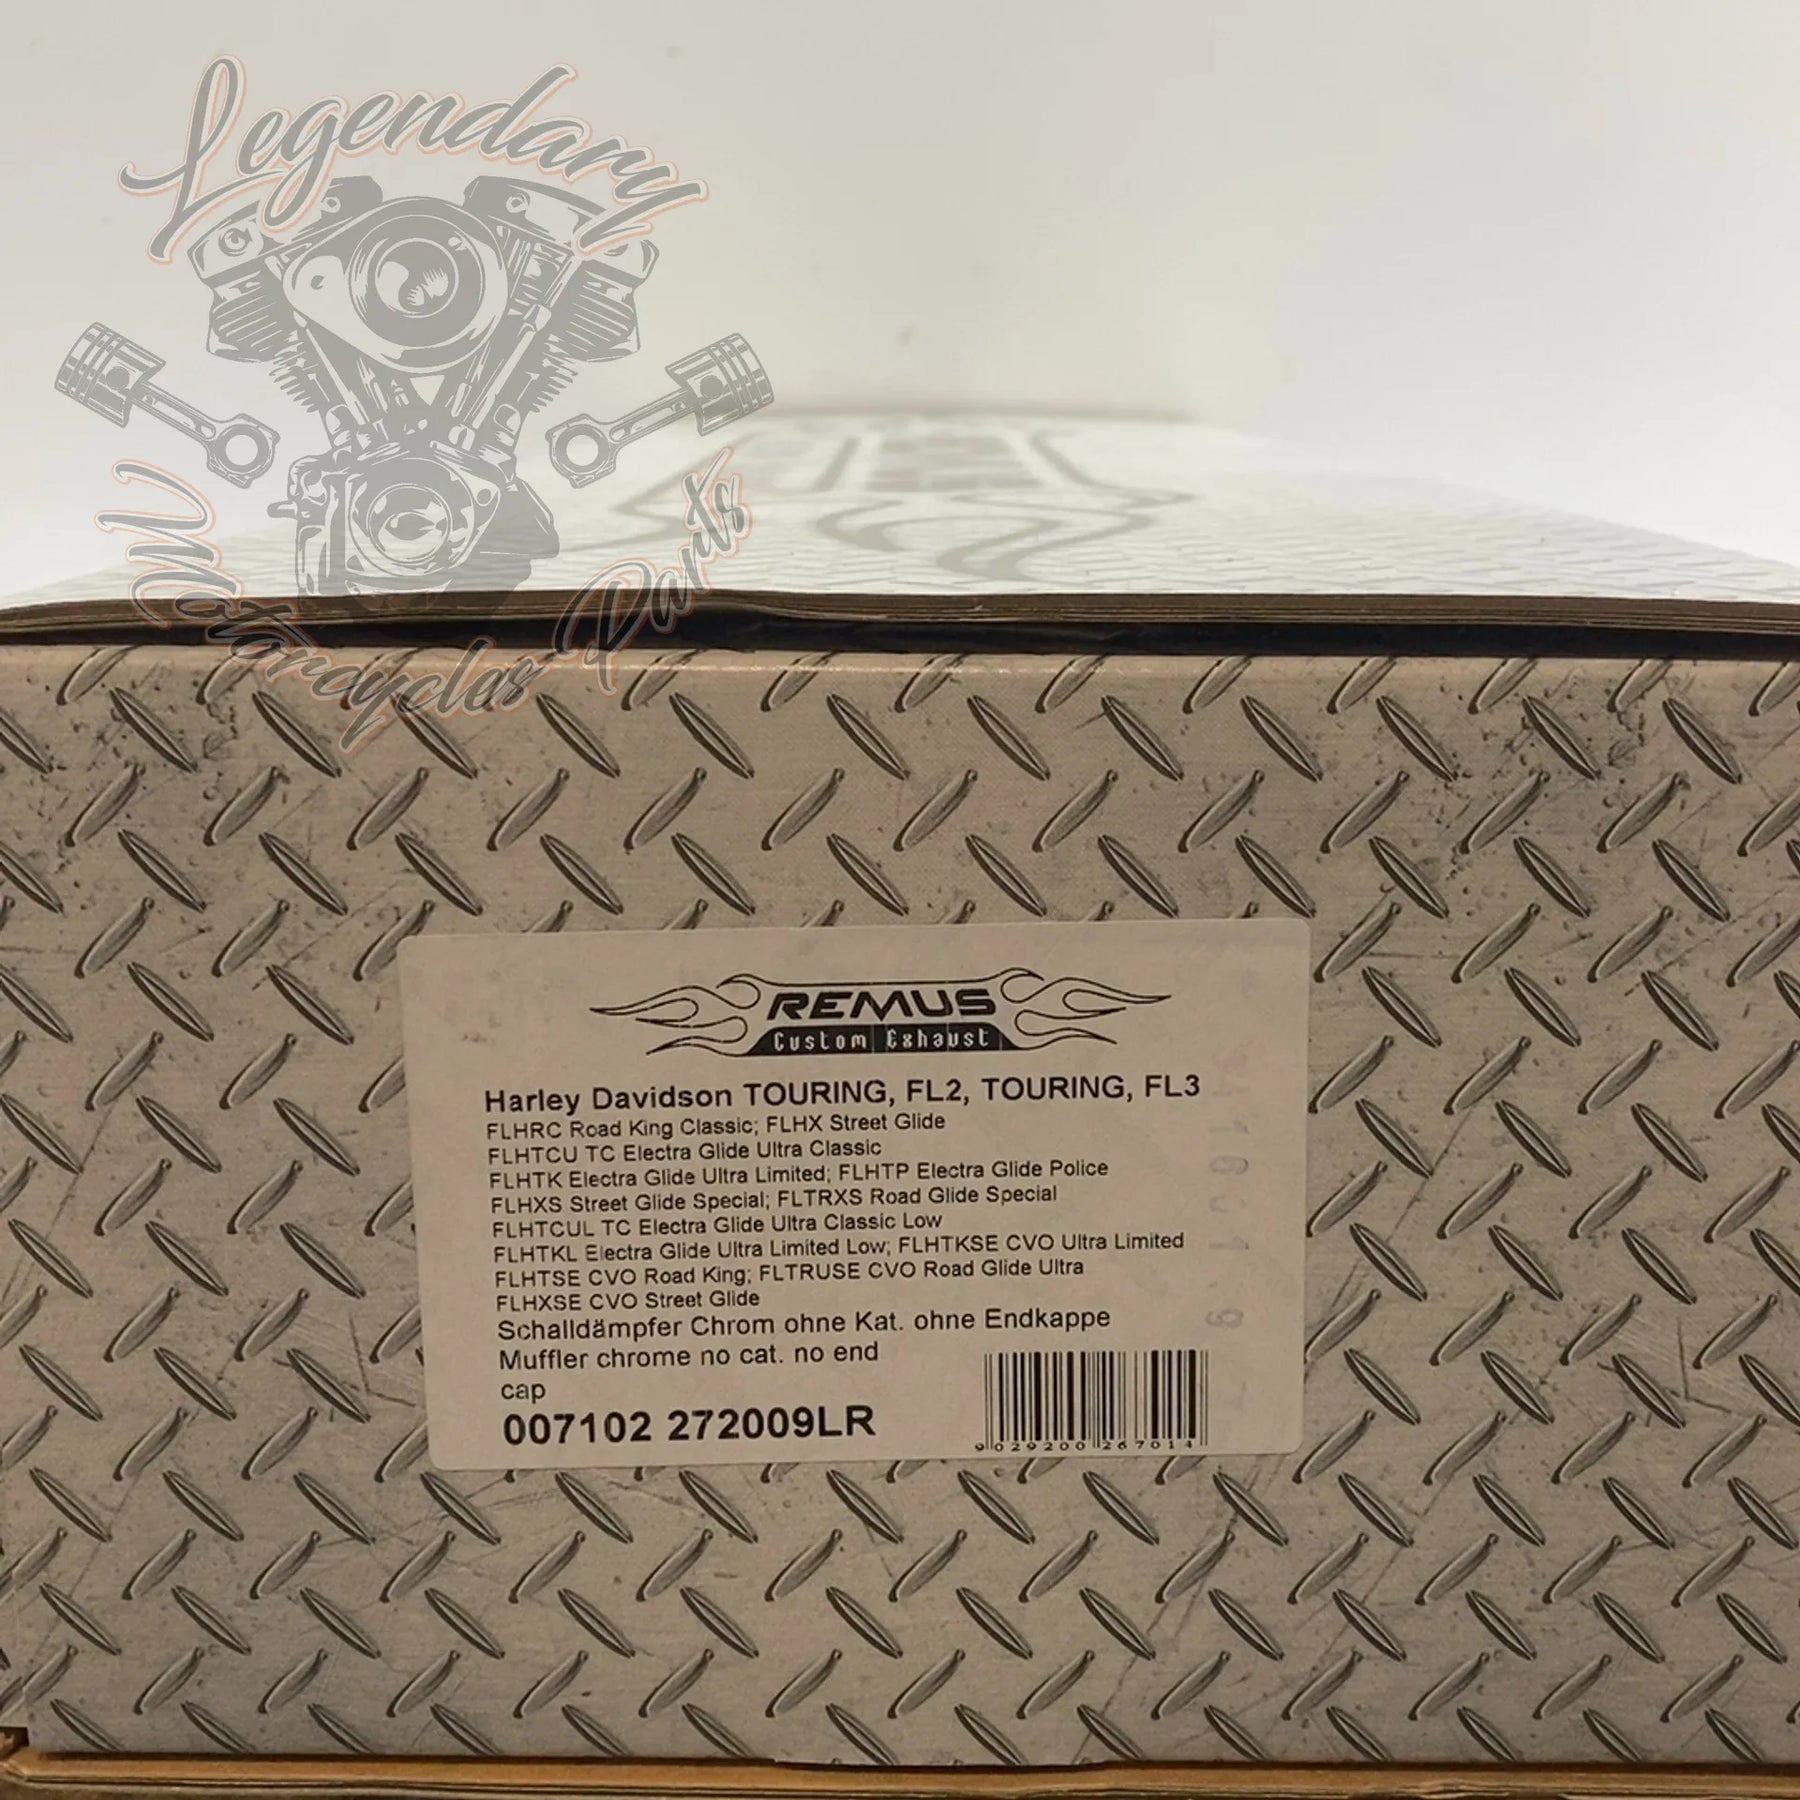 Legendary
Motorcycles Parts
REMUS
Custom Exhaust
Harley Davidson TOURING, FL2, TOURING, FL3
FLHRC Road King Classic; FLHX Street Glide
FLHTCU TC Electra Glide Ultra Classic
FLHTK Electra Glide Ultra Limited; FLHTP Electra Glide Police
FLHXS Street Glide Special; FLTRXS Road Glide Special
FLHTCUL TC Electra Glide Ultra Classic Low
FLHTKL Electra Glide Ultra Limited Low; FLHTKSE CVO Ultra Limited
FLHTSE CVO Road King; FLTRUSE CVO Road Glide Ultra
FLHXSE CVO Street Glide
Schalldämpfer Chrom ohne Kat. ohne Endkappe
Muffler chrome no cat. no end
cap
007102 272009LR
9029200267014